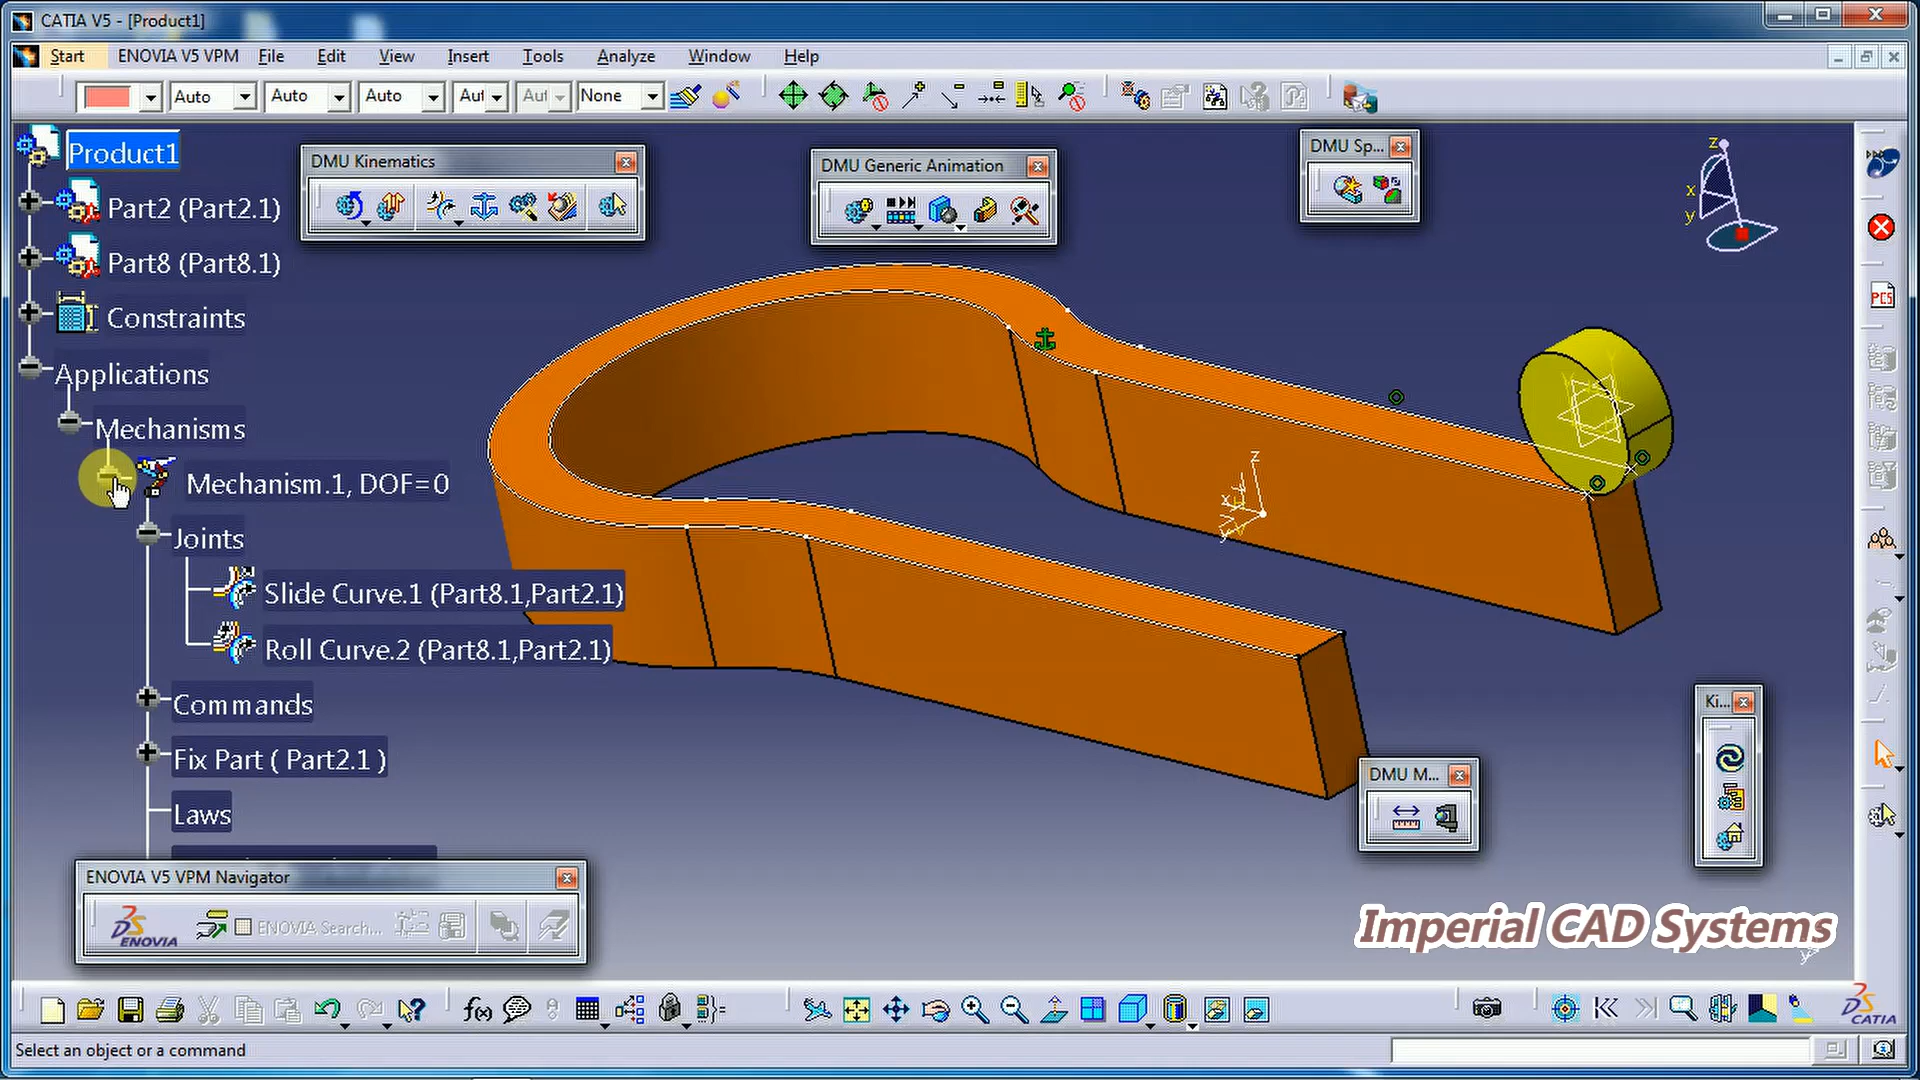 CATIA V5 - [Product1]
Start ENOVIA V5 VPM File Edit View Insert Tools Analyze Window Help
Auto Auto Auto Aut Aut None
Product1
DMU Kinematics
DMU Generic Animation
DMU Sp...
Part2 (Part2.1)
Part8 (Part8.1)
Constraints
Applications
Mechanisms
Mechanism.1, DOF=0
Joints
Slide Curve.1 (Part8.1,Part2.1)
Roll Curve.2 (Part8.1,Part2.1)
Commands
Fix Part ( Part2.1 )
Laws
z
x
y
z
x
y
PCS
Ki...
DMU M...
ENOVIA V5 VPM Navigator
ENOVIA
ENOVIA Search...
Imperial CAD Systems
f(x)
CATIA
Select an object or a command